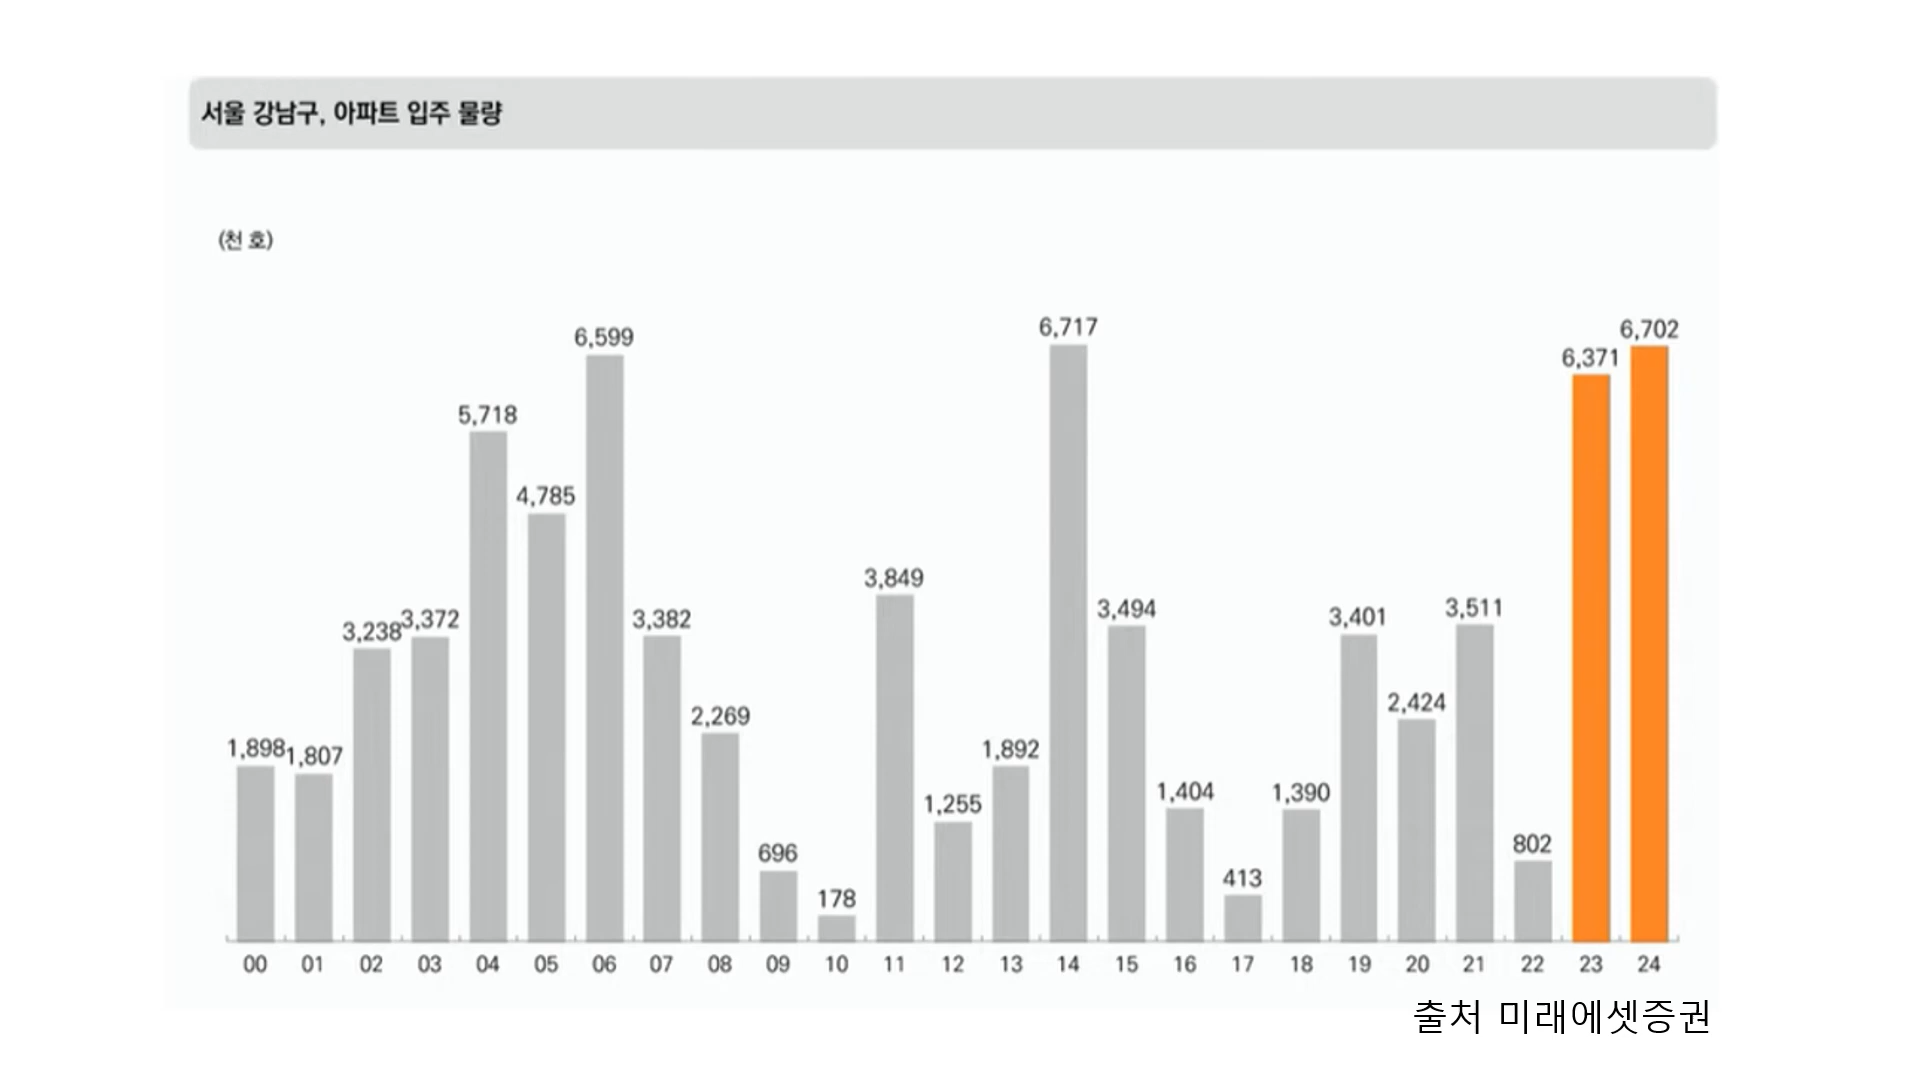 서울 강남구, 아파트 입주 물량
(천 호)
1,898 1,807 3,238 3,372 5,718 4,785 6,599 3,382 2,269 696 178 3,849 1,255 1,892 6,717 3,494 1,404 413 1,390 3,401 2,424 3,511 802 6,371 6,702
00 01 02 03 04 05 06 07 08 09 10 11 12 13 14 15 16 17 18 19 20 21 22 23 24
출처 미래에셋증권